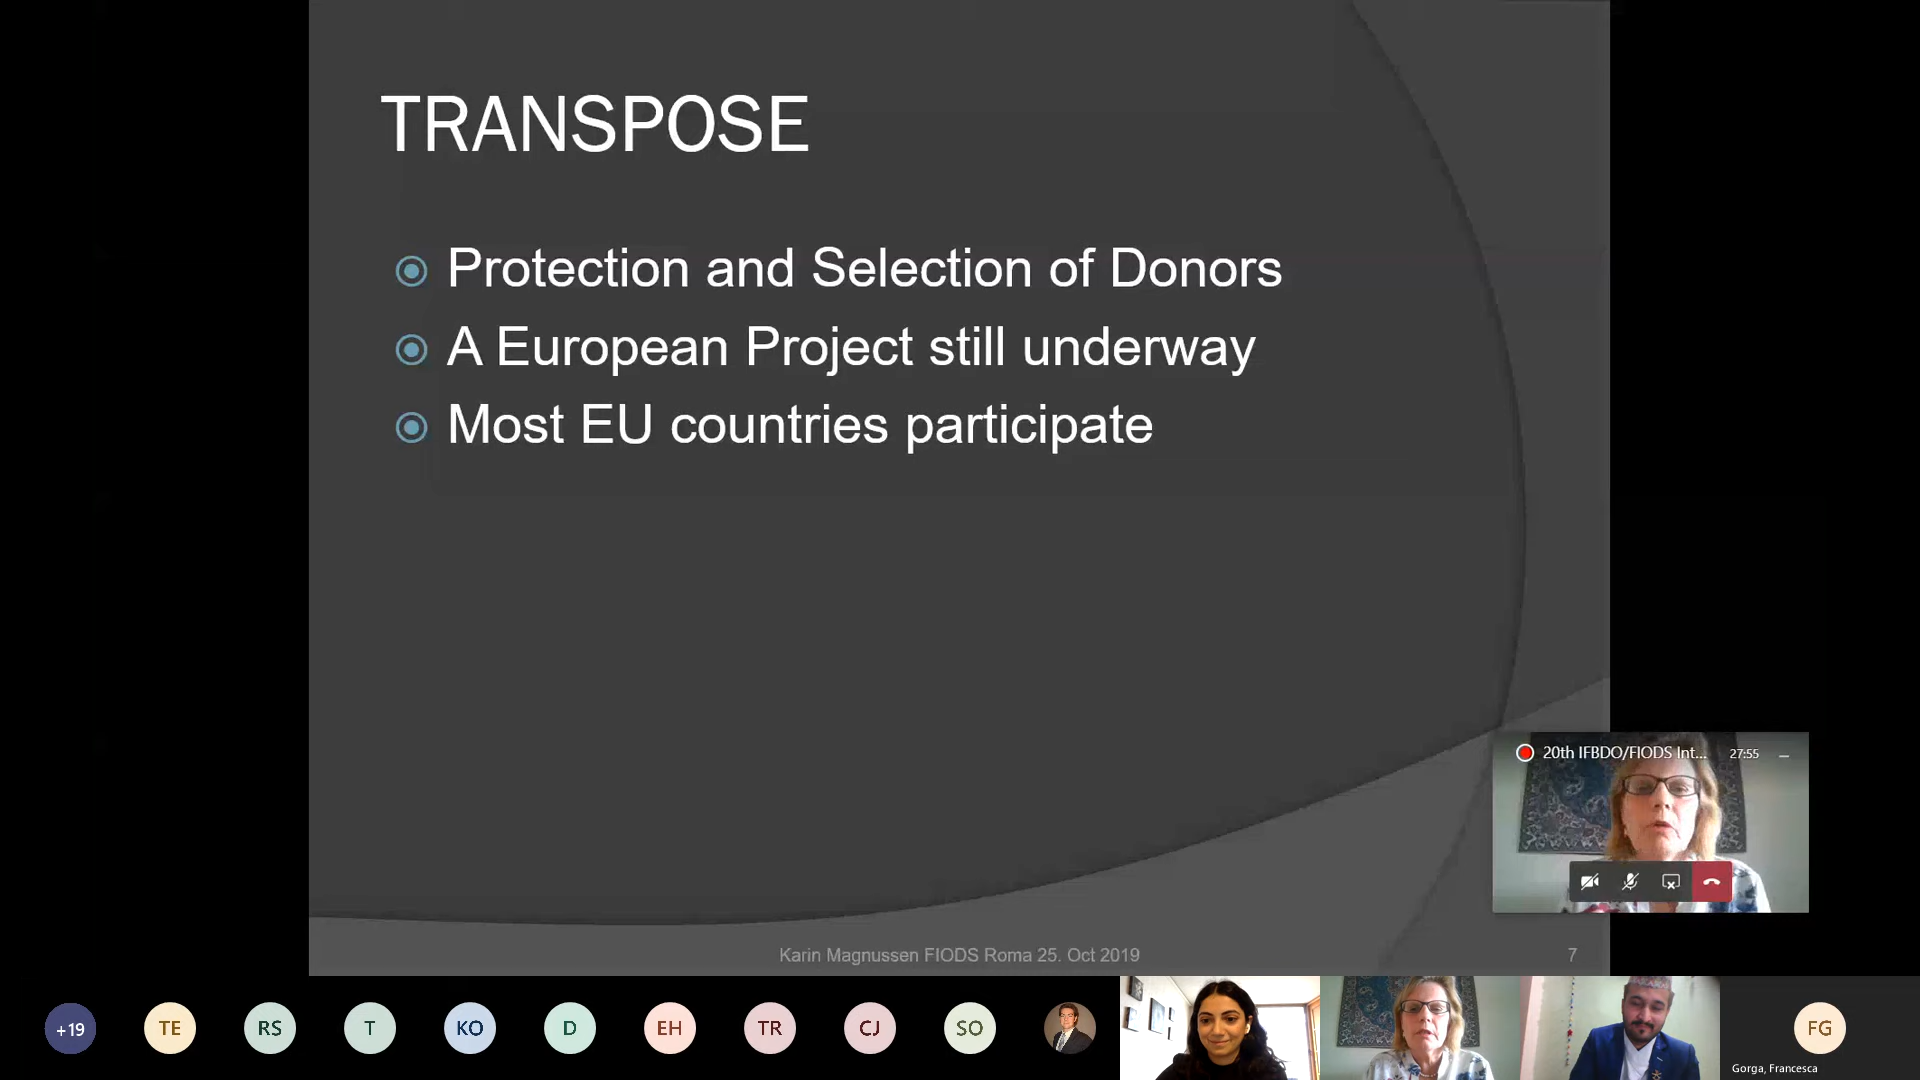 TRANSPOSE
Protection and Selection of Donors
A European Project still underway
Most EU countries participate
20th IFBDO/FIODS Int... 27:55
Karin Magnussen FIODS Roma 25. Oct 2019 7
+19 TE RS T KO D EH TR CJ SO FG
Gorga, Francesca